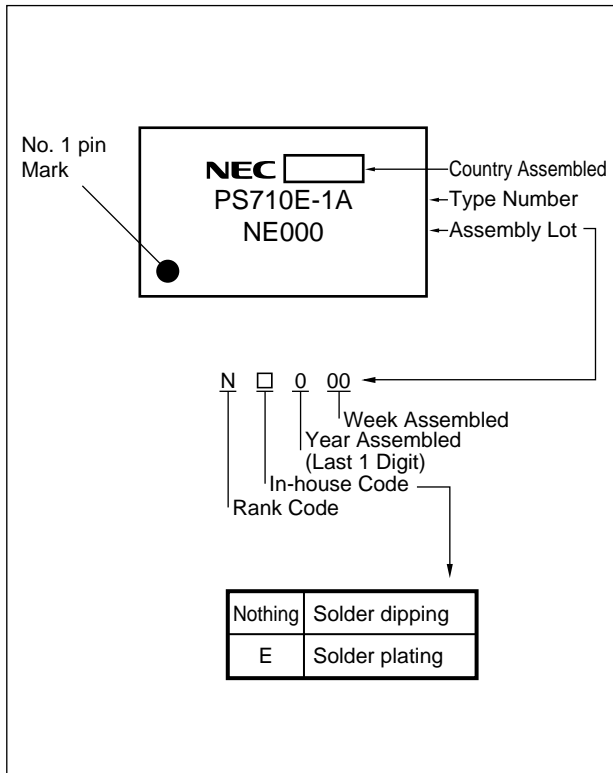 No. 1 pin
Mark
NEC
Country Assembled
PS710E-1A
Type Number
NE000
Assembly Lot
N □ 0 00
Week Assembled
Year Assembled
(Last 1 Digit)
In-house Code
Rank Code
Nothing Solder dipping
E Solder plating